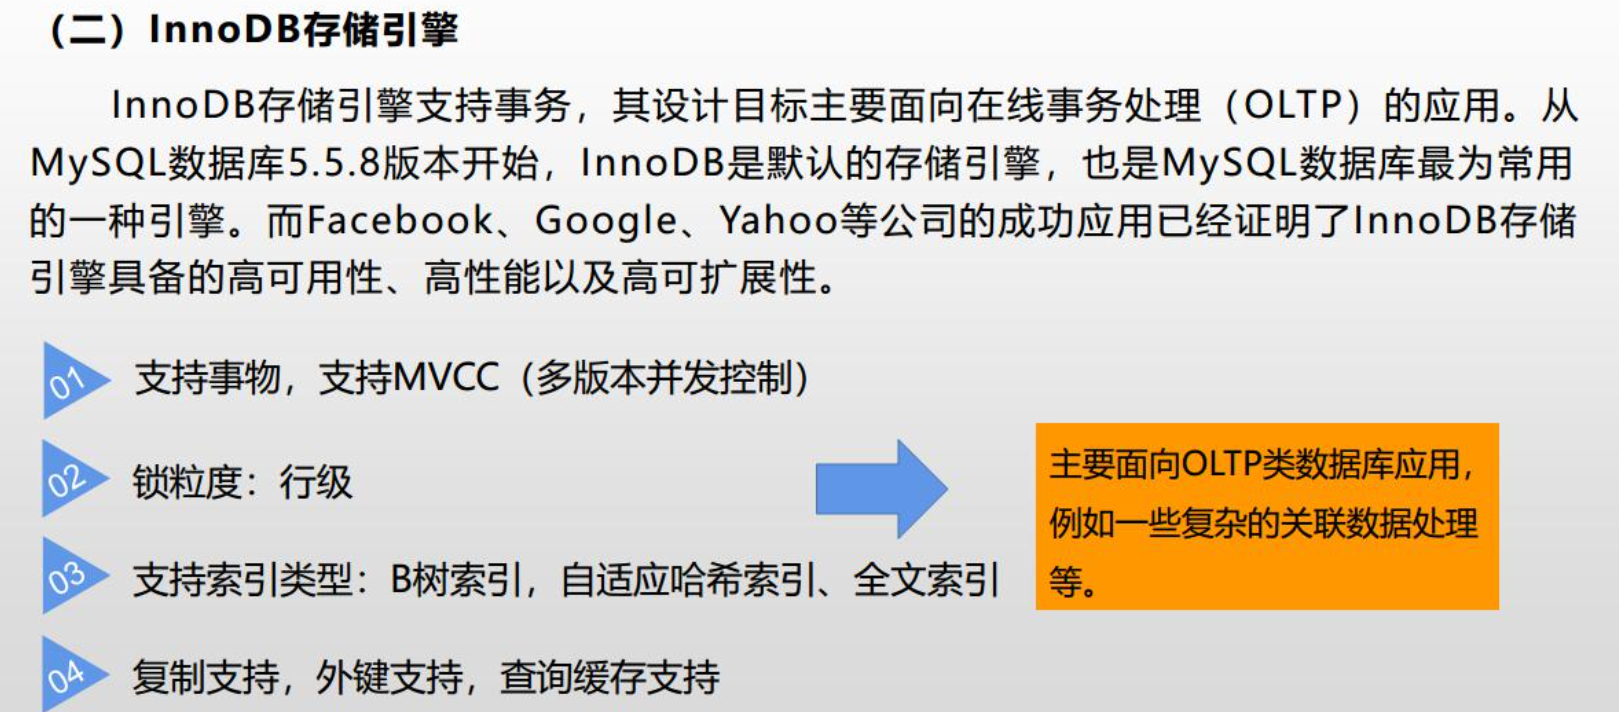 （二）InnoDB存储引擎
InnoDB存储引擎支持事务，其设计目标主要面向在线事务处理（OLTP）的应用。从
MySQL数据库5.5.8版本开始，InnoDB是默认的存储引擎，也是MySQL数据库最为常用
的一种引擎。而Facebook、Google、Yahoo等公司的成功应用已经证明了InnoDB存储
引擎具备的高可用性、高性能以及高可扩展性。
01 支持事物，支持MVCC（多版本并发控制）
02 锁粒度：行级
03 支持索引类型：B树索引，自适应哈希索引、全文索引
04 复制支持，外键支持，查询缓存支持
主要面向OLTP类数据库应用，
例如一些复杂的关联数据处理
等。